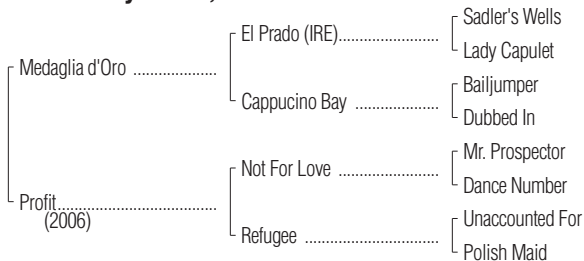 Sadler's Wells
El Prado (IRE)....................
Lady Capulet
Medaglia d'Oro .................
Bailjumper
Cappucino Bay ................
Dubbed In
Mr. Prospector
Not For Love ....................
Dance Number
Profit...........................
(2006)
Unaccounted For
Refugee ...........................
Polish Maid